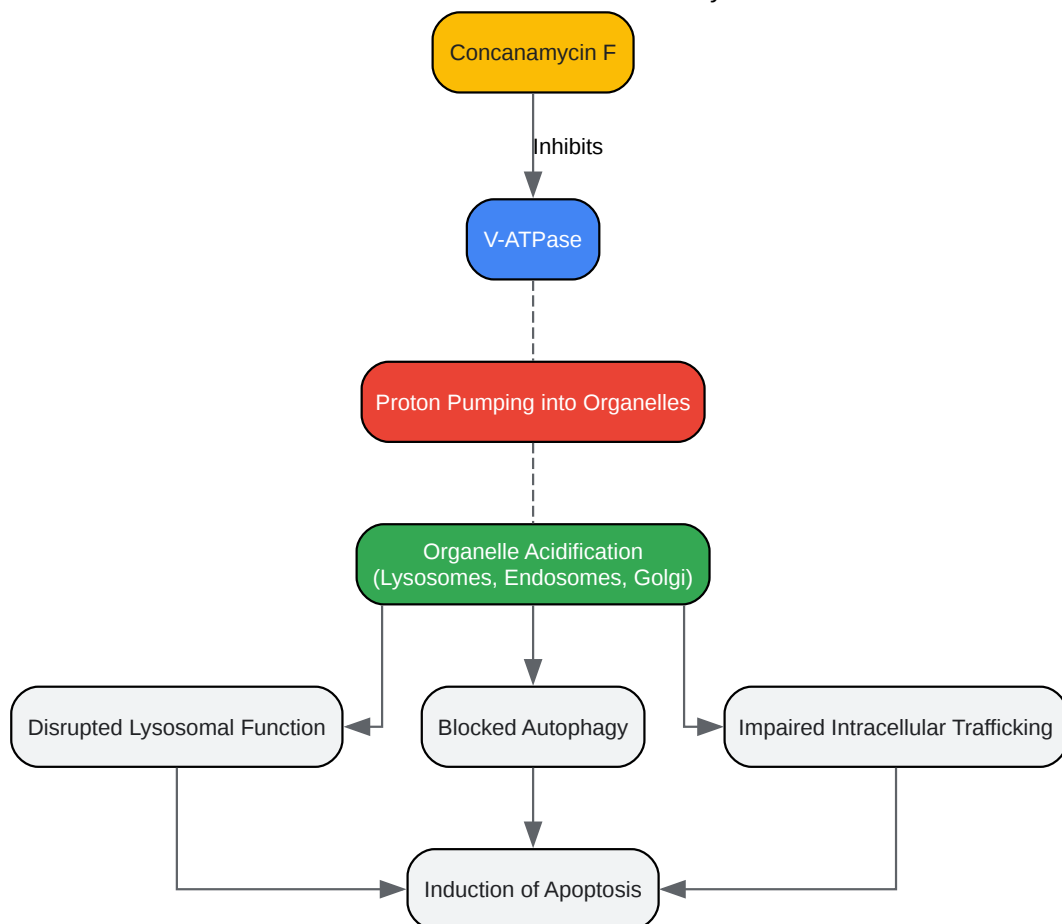 Concanamycin F
Inhibits
V-ATPase
Proton Pumping into Organelles
Organelle Acidification
(Lysosomes, Endosomes, Golgi)
Disrupted Lysosomal Function
Blocked Autophagy
Impaired Intracellular Trafficking
Induction of Apoptosis